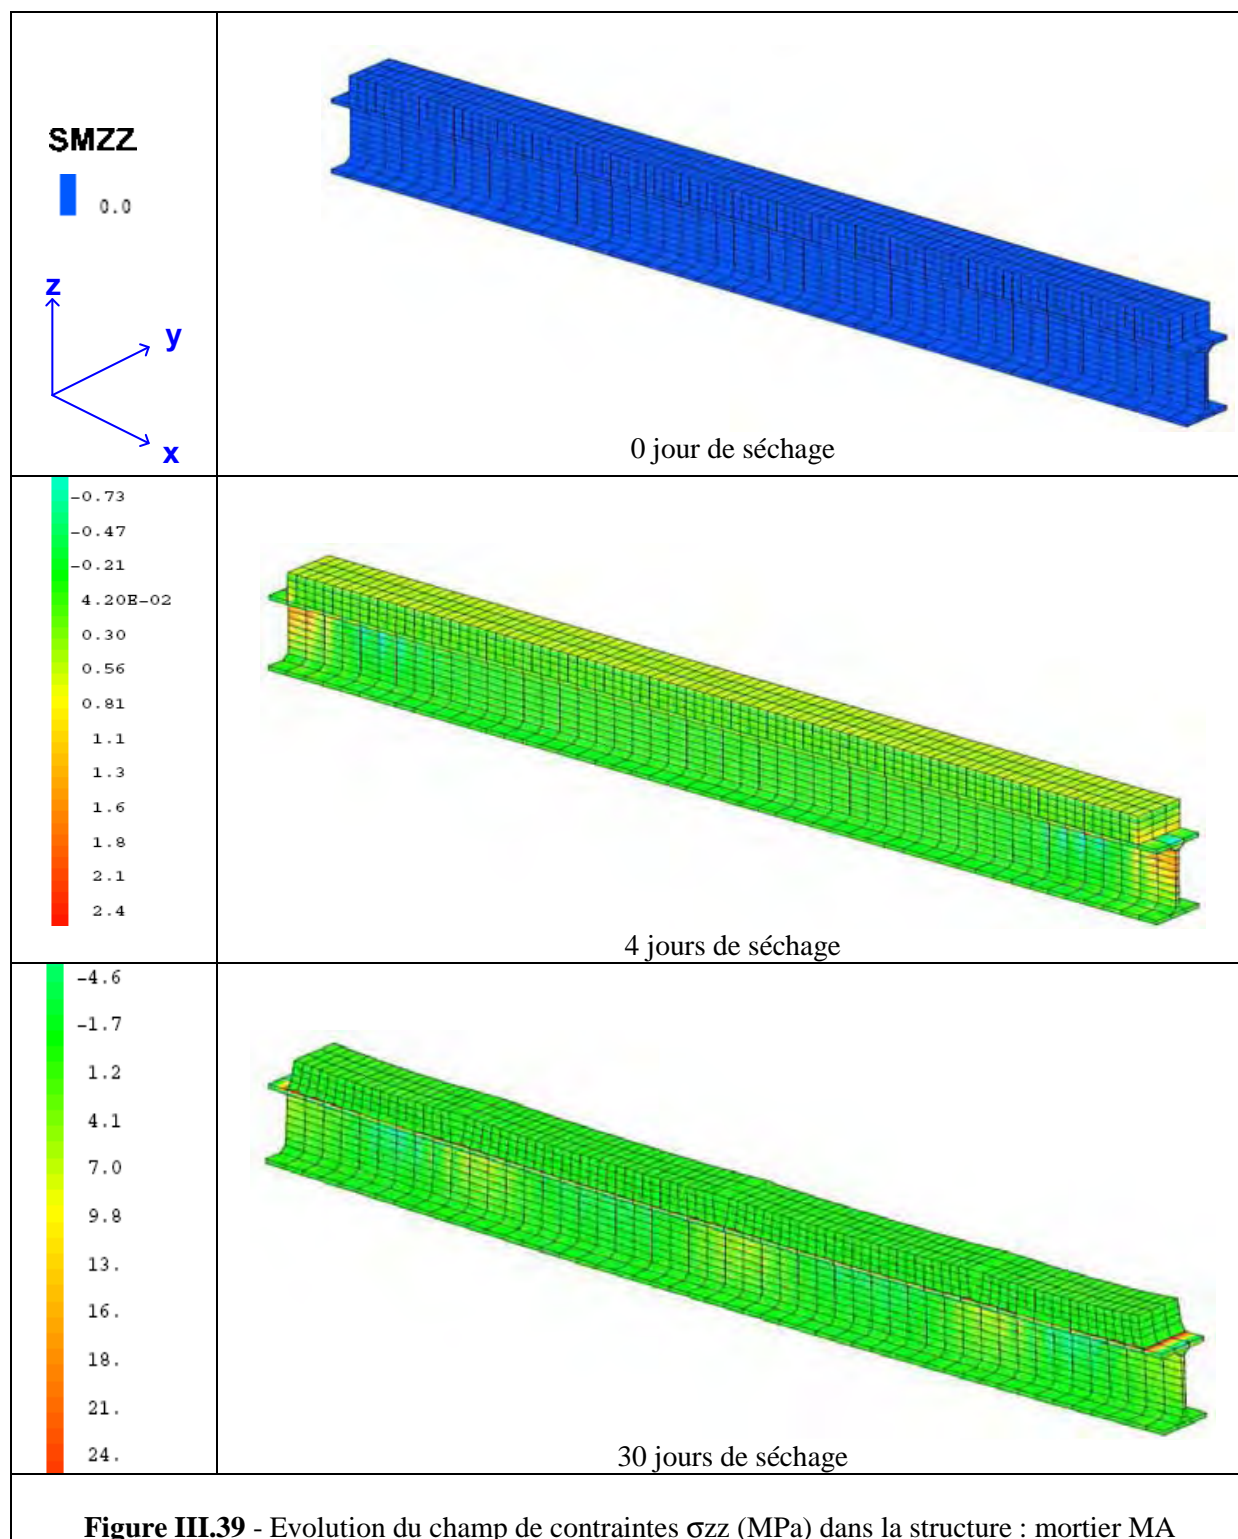 SMZZ
0.0
z
y
x
0 jour de séchage
-0.73
-0.47
-0.21
4.20E-02
0.30
0.56
0.81
1.1
1.3
1.6
1.8
2.1
2.4
4 jours de séchage
-4.6
-1.7
1.2
4.1
7.0
9.8
13.
16.
18.
21.
24.
30 jours de séchage
Figure III.39 - Evolution du champ de contraintes σzz (MPa) dans la structure : mortier MA